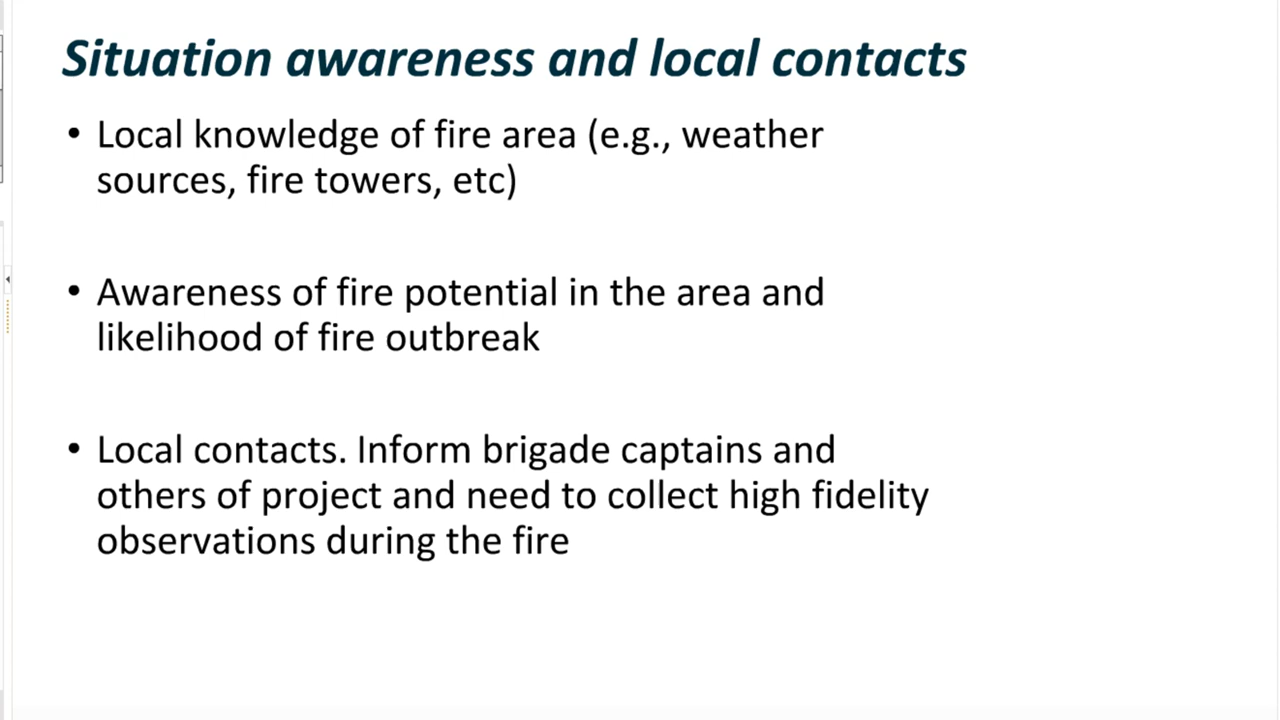 Situation awareness and local contacts
• Local knowledge of fire area (e.g., weather
sources, fire towers, etc)
• Awareness of fire potential in the area and
likelihood of fire outbreak
• Local contacts. Inform brigade captains and
others of project and need to collect high fidelity
observations during the fire